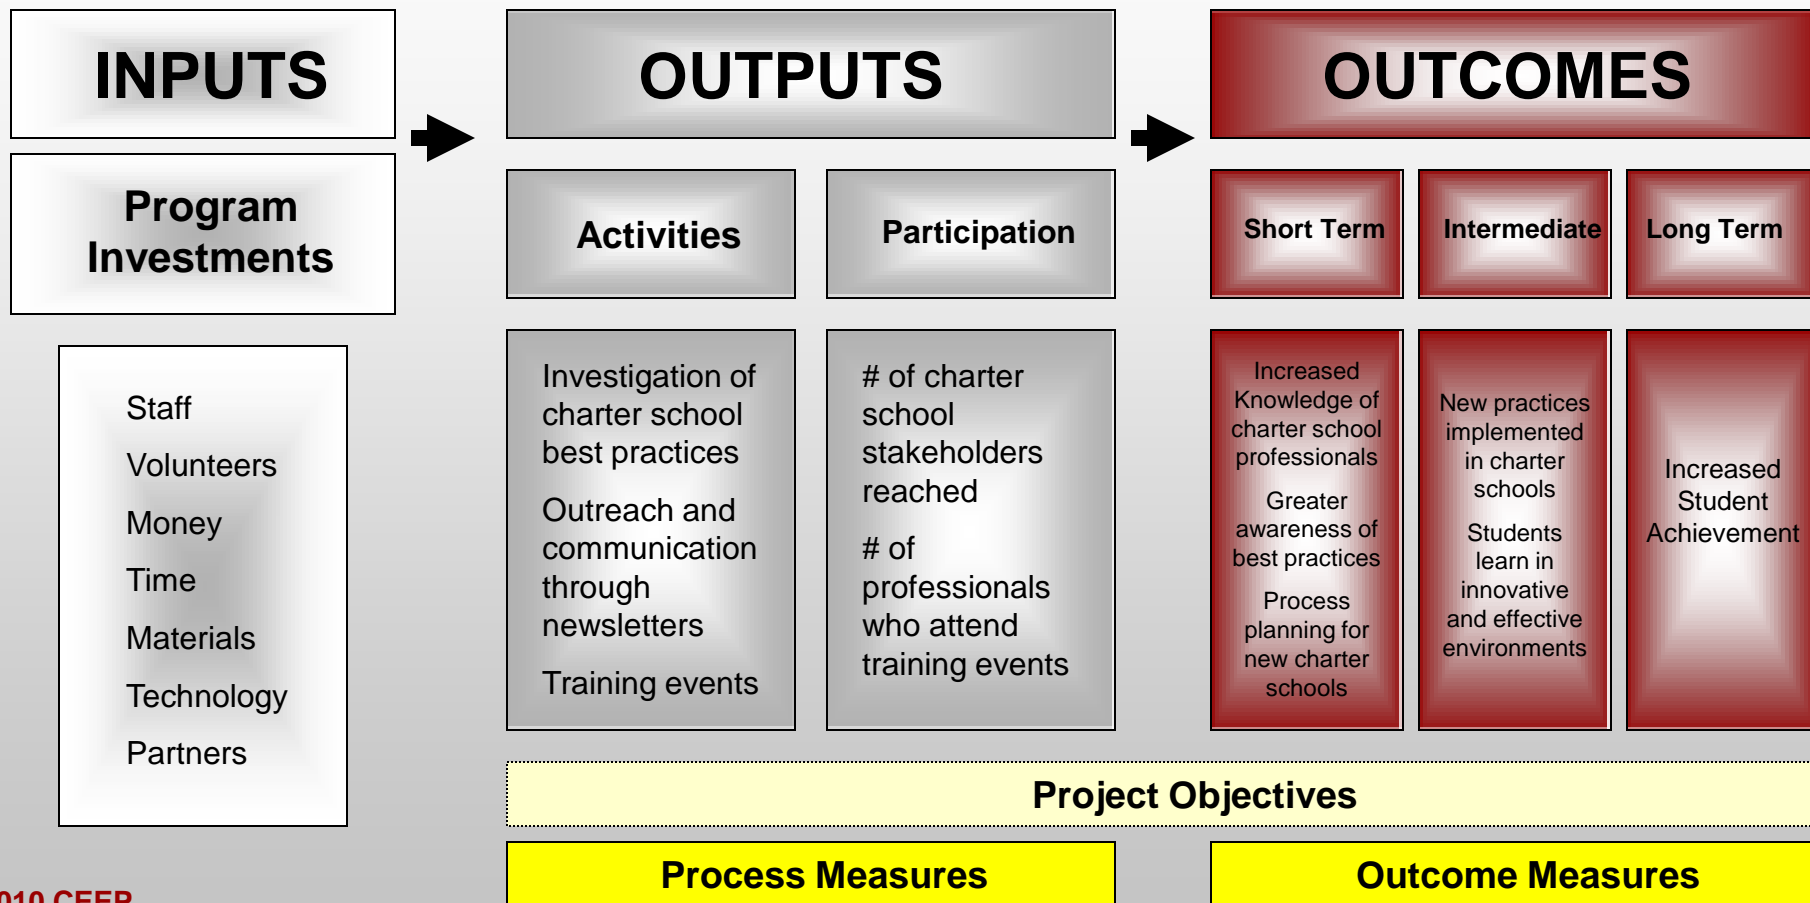 INPUTS
Program
Investments
Staff
Volunteers
Money
Time
Materials
Technology
Partners
OUTPUTS
Activities
Investigation of
charter school
best practices
Outreach and
communication
through
newsletters
Training events
Participation
# of charter
school
stakeholders
reached
# of
professionals
who attend
training events
OUTCOMES
Short Term
Increased
Knowledge of
charter school
professionals
Greater
awareness of
best practices
Process
planning for
new charter
schools
Intermediate
New practices
implemented
in charter
schools
Students
learn in
innovative
and effective
environments
Long Term
Increased
Student
Achievement
Project Objectives
Process Measures
Outcome Measures
010 CEEP